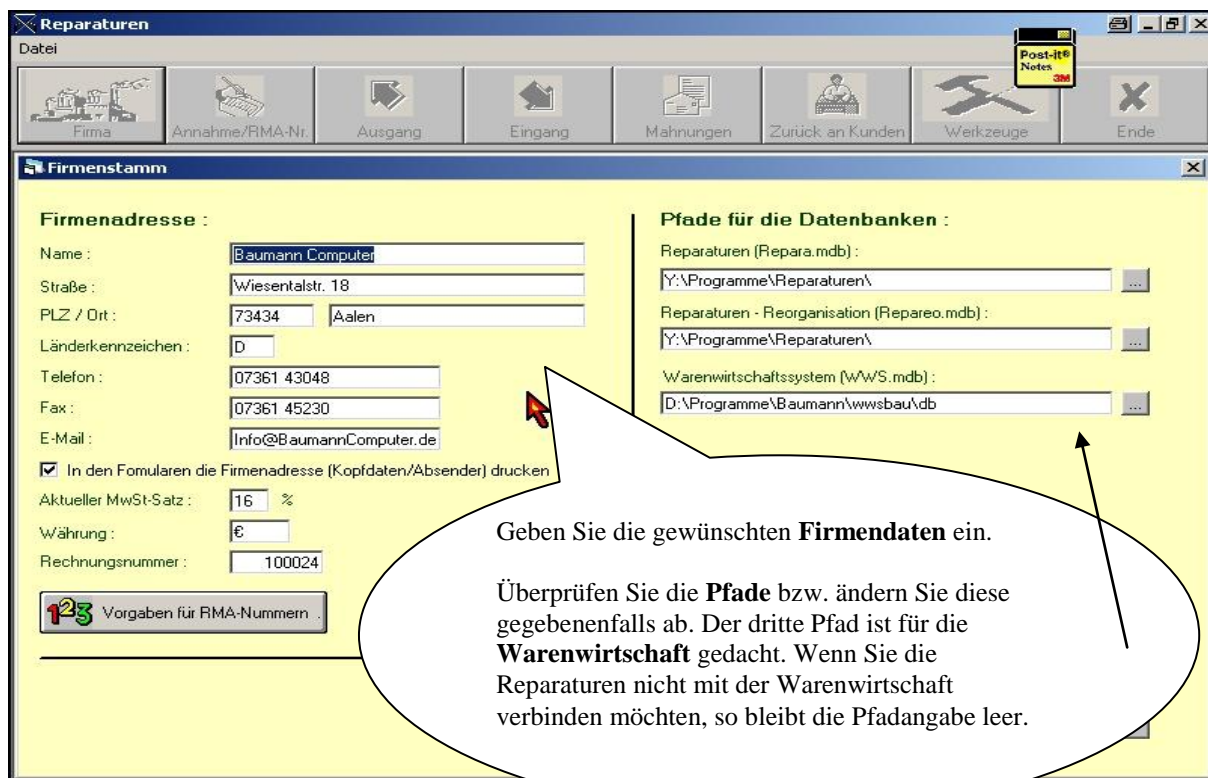 Reparaturen
Datei
Post-it®
Notes
3M
Firma
Annahme/RMA-Nr.
Ausgang
Eingang
Mahnungen
Zurück an Kunden
Werkzeuge
Ende
Firmenstamm
Firmenadresse :
Name :
Baumann Computer
Straße :
Wiesentalstr. 18
PLZ / Ort :
73434
Aalen
Länderkennzeichen :
D
Telefon :
07361 43048
Fax :
07361 45230
E-Mail :
Info@BaumannComputer.de
In den Fomularen die Firmenadresse (Kopfdaten/Absender) drucken
Aktueller MwSt-Satz :
16 %
Währung :
€
Rechnungsnummer :
100024
123 Vorgaben für RMA-Nummern .
Pfade für die Datenbanken :
Reparaturen (Repara.mdb) :
Y:\Programme\Reparaturen\
...
Reparaturen - Reorganisation (Repareo.mdb) :
Y:\Programme\Reparaturen\
...
Warenwirtschaftssystem (WWS.mdb) :
D:\Programme\Baumann\wwsbau\db
...
Geben Sie die gewünschten Firmendaten ein.
Überprüfen Sie die Pfade bzw. ändern Sie diese
gegebenenfalls ab. Der dritte Pfad ist für die
Warenwirtschaft gedacht. Wenn Sie die
Reparaturen nicht mit der Warenwirtschaft
verbinden möchten, so bleibt die Pfadangabe leer.